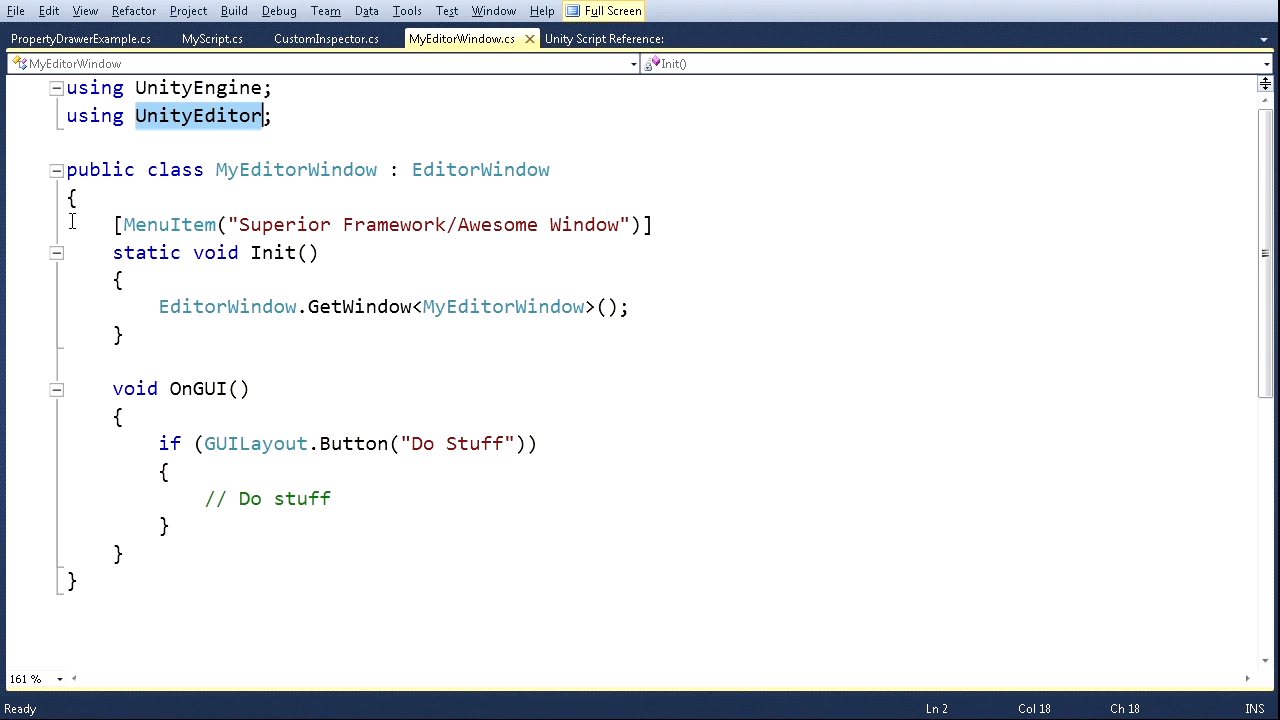 File Edit View Refactor Project Build Debug Team Data Tools Test Window Help Full Screen
PropertyDrawerExample.cs MyScript.cs CustomInspector.cs MyEditorWindow.cs Unity Script Reference:
MyEditorWindow Init()
using UnityEngine;
using UnityEditor;
public class MyEditorWindow : EditorWindow
{
[MenuItem("Superior Framework/Awesome Window")]
static void Init()
{
EditorWindow.GetWindow<MyEditorWindow>();
}
void OnGUI()
{
if (GUILayout.Button("Do Stuff"))
{
// Do stuff
}
}
}
161 %
Ready Ln 2 Col 18 Ch 18 INS